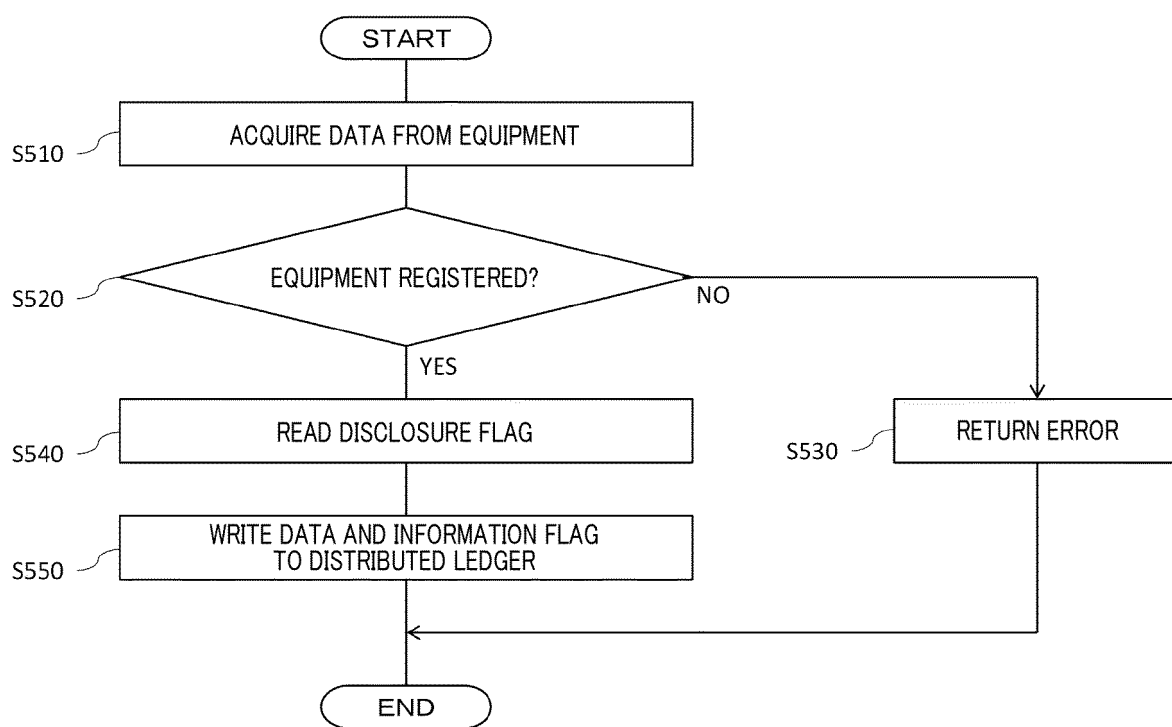 START
S510
ACQUIRE DATA FROM EQUIPMENT
S520
EQUIPMENT REGISTERED?
NO
YES
S540
READ DISCLOSURE FLAG
S530
RETURN ERROR
S550
WRITE DATA AND INFORMATION FLAG
TO DISTRIBUTED LEDGER
END